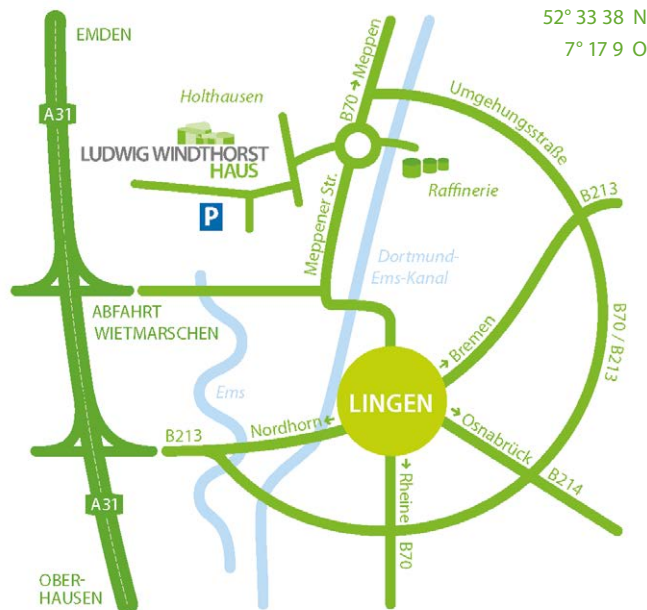 52° 33 38 N
7° 17 9 O
EMDEN
A31
Holthausen
LUDWIG WINDTHORST
HAUS
P
B70 → Meppen
Umgehungsstraße
B213
Raffinerie
Meppener Str.
Dortmund-
Ems-Kanal
ABFAHRT
WIETMARSCHEN
→ Bremen
B70 / B213
Ems
LINGEN
B213
Nordhorn ←
→ Osnabrück
B214
→ Rheine
B70
A31
OBER-
HAUSEN